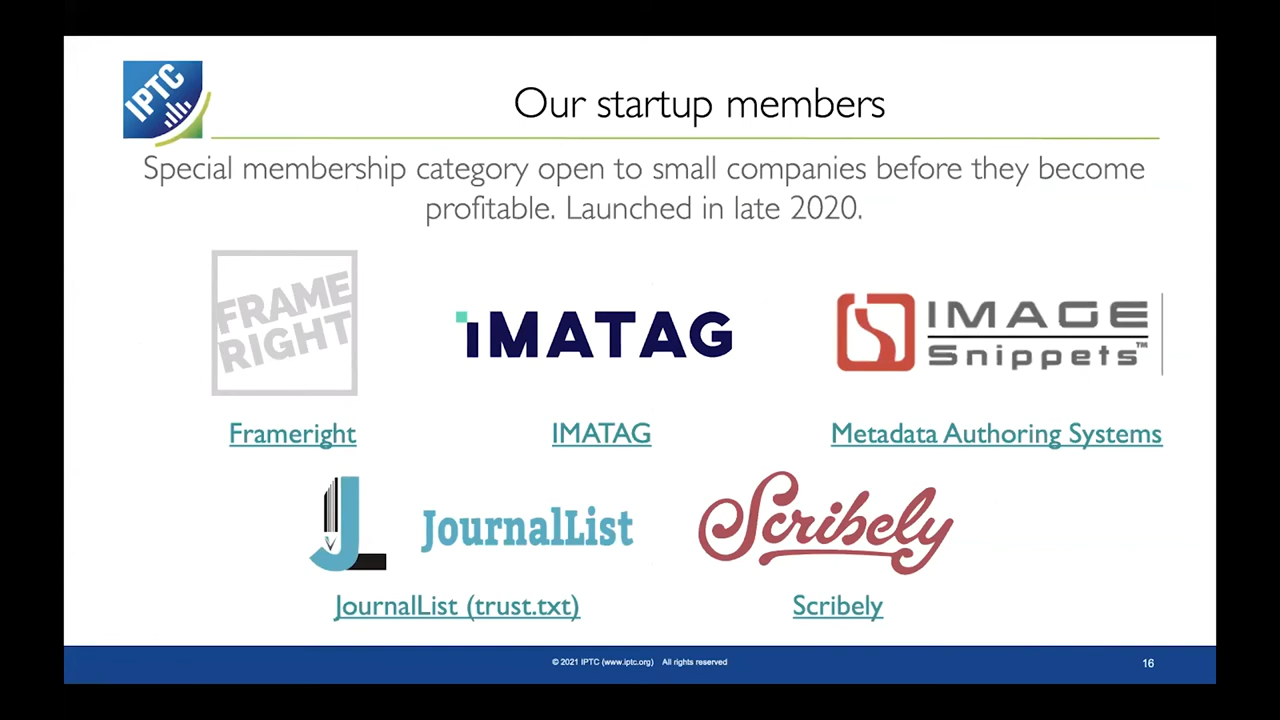 IPTC
Our startup members
Special membership category open to small companies before they become
profitable. Launched in late 2020.
FRAME
RIGHT
IMATAG
IMAGE
Snippets™
Frameright
IMATAG
Metadata Authoring Systems
JL
JournalList
Scribely
JournalList (trust.txt)
Scribely
© 2021 IPTC (www.iptc.org) All rights reserved
16